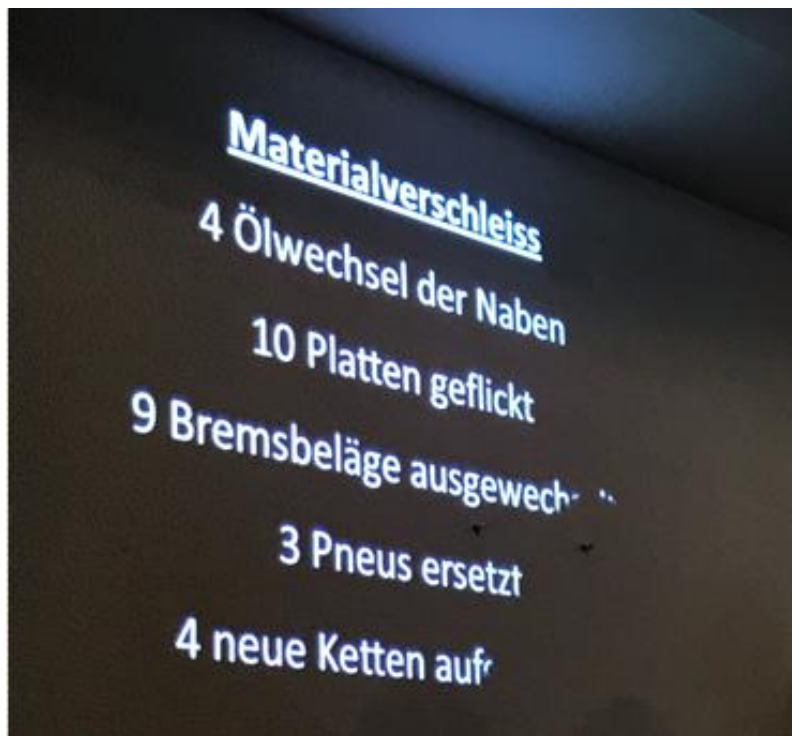 Materialverschleiss
4 Ölwechsel der Naben
10 Platten geflickt
9 Bremsbeläge
3 Pneus ersetzt
4 neue Ketten